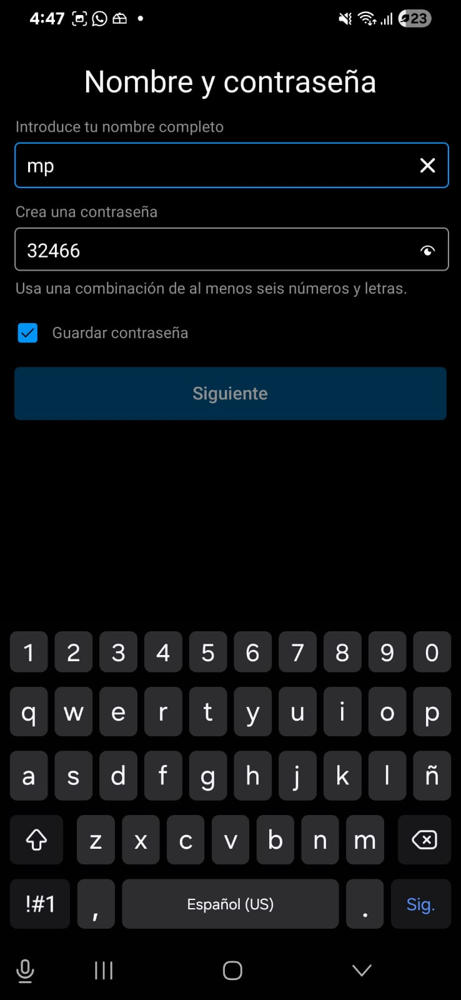 4:47
23
Nombre y contraseña
Introduce tu nombre completo
mp
Crea una contraseña
32466
Usa una combinación de al menos seis números y letras.
Guardar contraseña
Siguiente
1 2 3 4 5 6 7 8 9 0
q w e r t y u i o p
a s d f g h j k l ñ
z x c v b n m
!#1 , Español (US) . Sig.